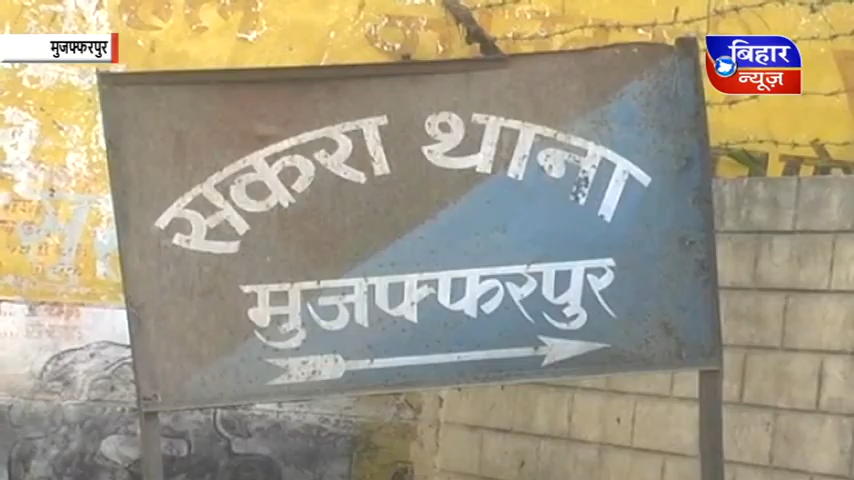 मुजफ्फरपुर
बिहार
न्यूज़
सकरा थाना
मुजफ्फरपुर